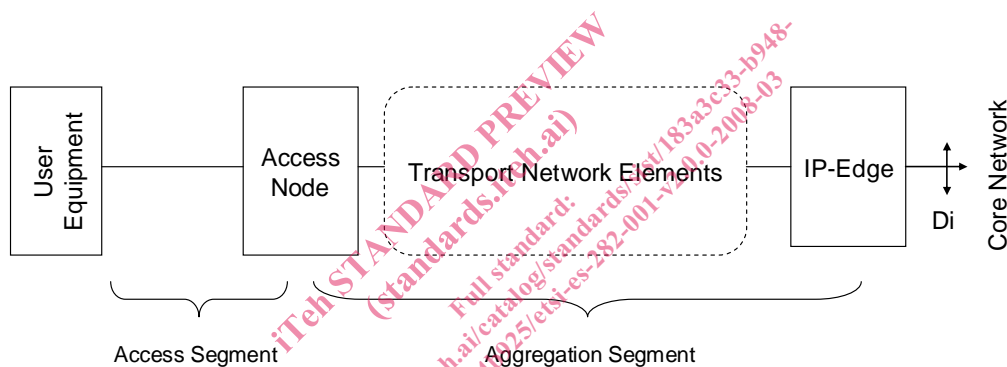 User
Equipment
Access
Node
Transport Network Elements
IP-Edge
Di
Core Network
Access Segment
Aggregation Segment
iTeh STANDARD PREVIEW
(standards.iteh.ai)
Full standard: